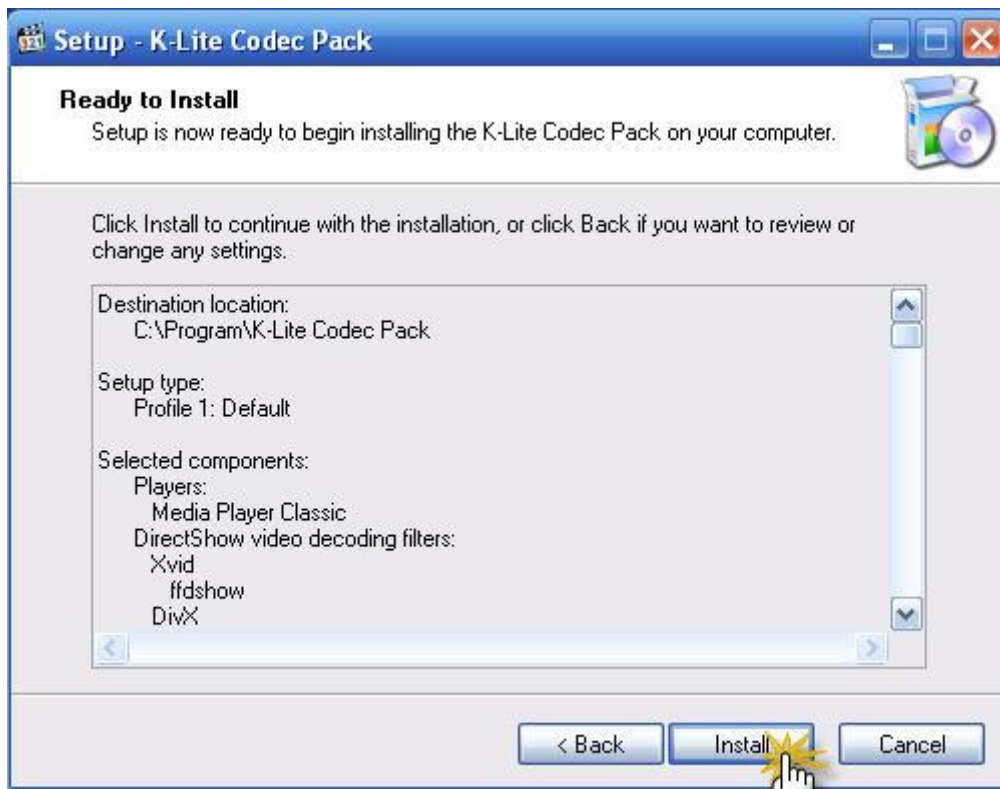 Setup - K-Lite Codec Pack
Ready to Install
Setup is now ready to begin installing the K-Lite Codec Pack on your computer.
Click Install to continue with the installation, or click Back if you want to review or
change any settings.
Destination location:
C:\Program\K-Lite Codec Pack
Setup type:
Profile 1: Default
Selected components:
Players:
Media Player Classic
DirectShow video decoding filters:
Xvid
ffdshow
DivX
< Back
Install
Cancel